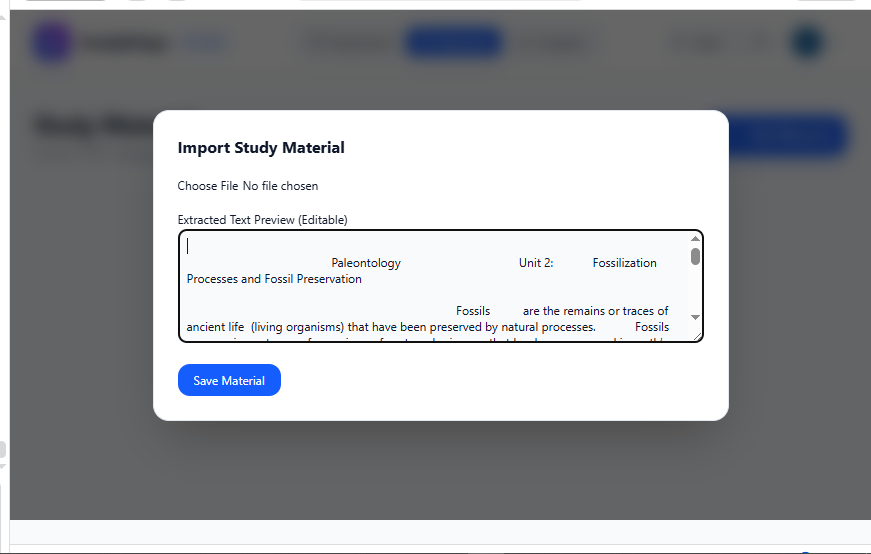 Import Study Material
Choose File No file chosen
Extracted Text Preview (Editable)
Paleontology Unit 2: Fossilization
Processes and Fossil Preservation
Fossils are the remains or traces of
ancient life (living organisms) that have been preserved by natural processes. Fossils
Save Material